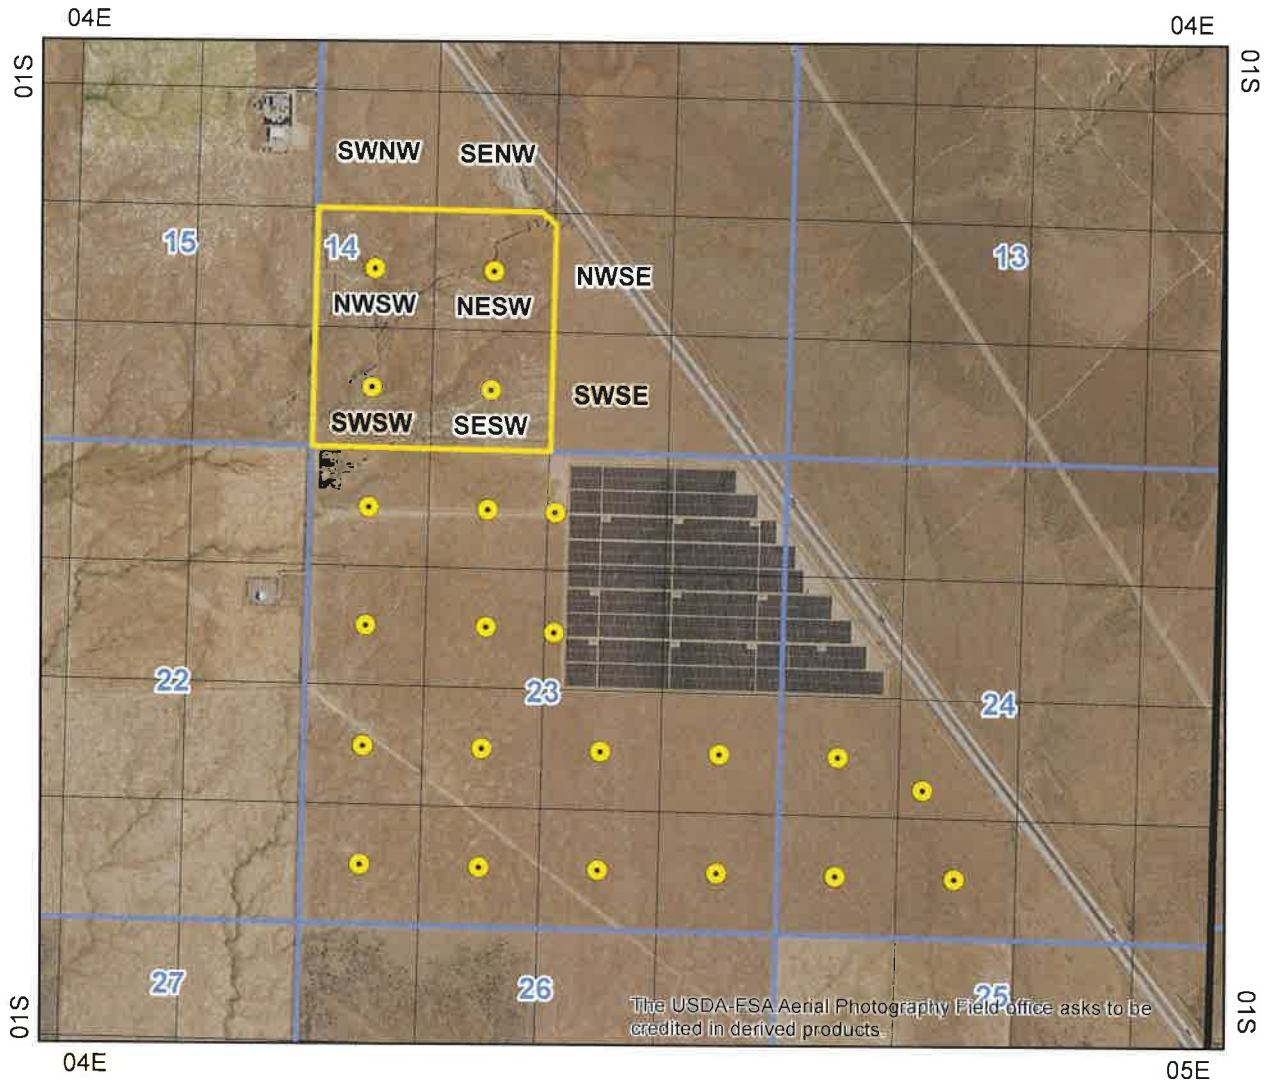 04E
04E
01S
01S
SWNW
SENW
15
14
13
NWSE
NWSW
NESW
SWSE
SWSW
SESW
22
23
24
27
26
25
The USDA-FSA Aerial Photography Field office asks to be
credited in derived products
01S
01S
04E
05E